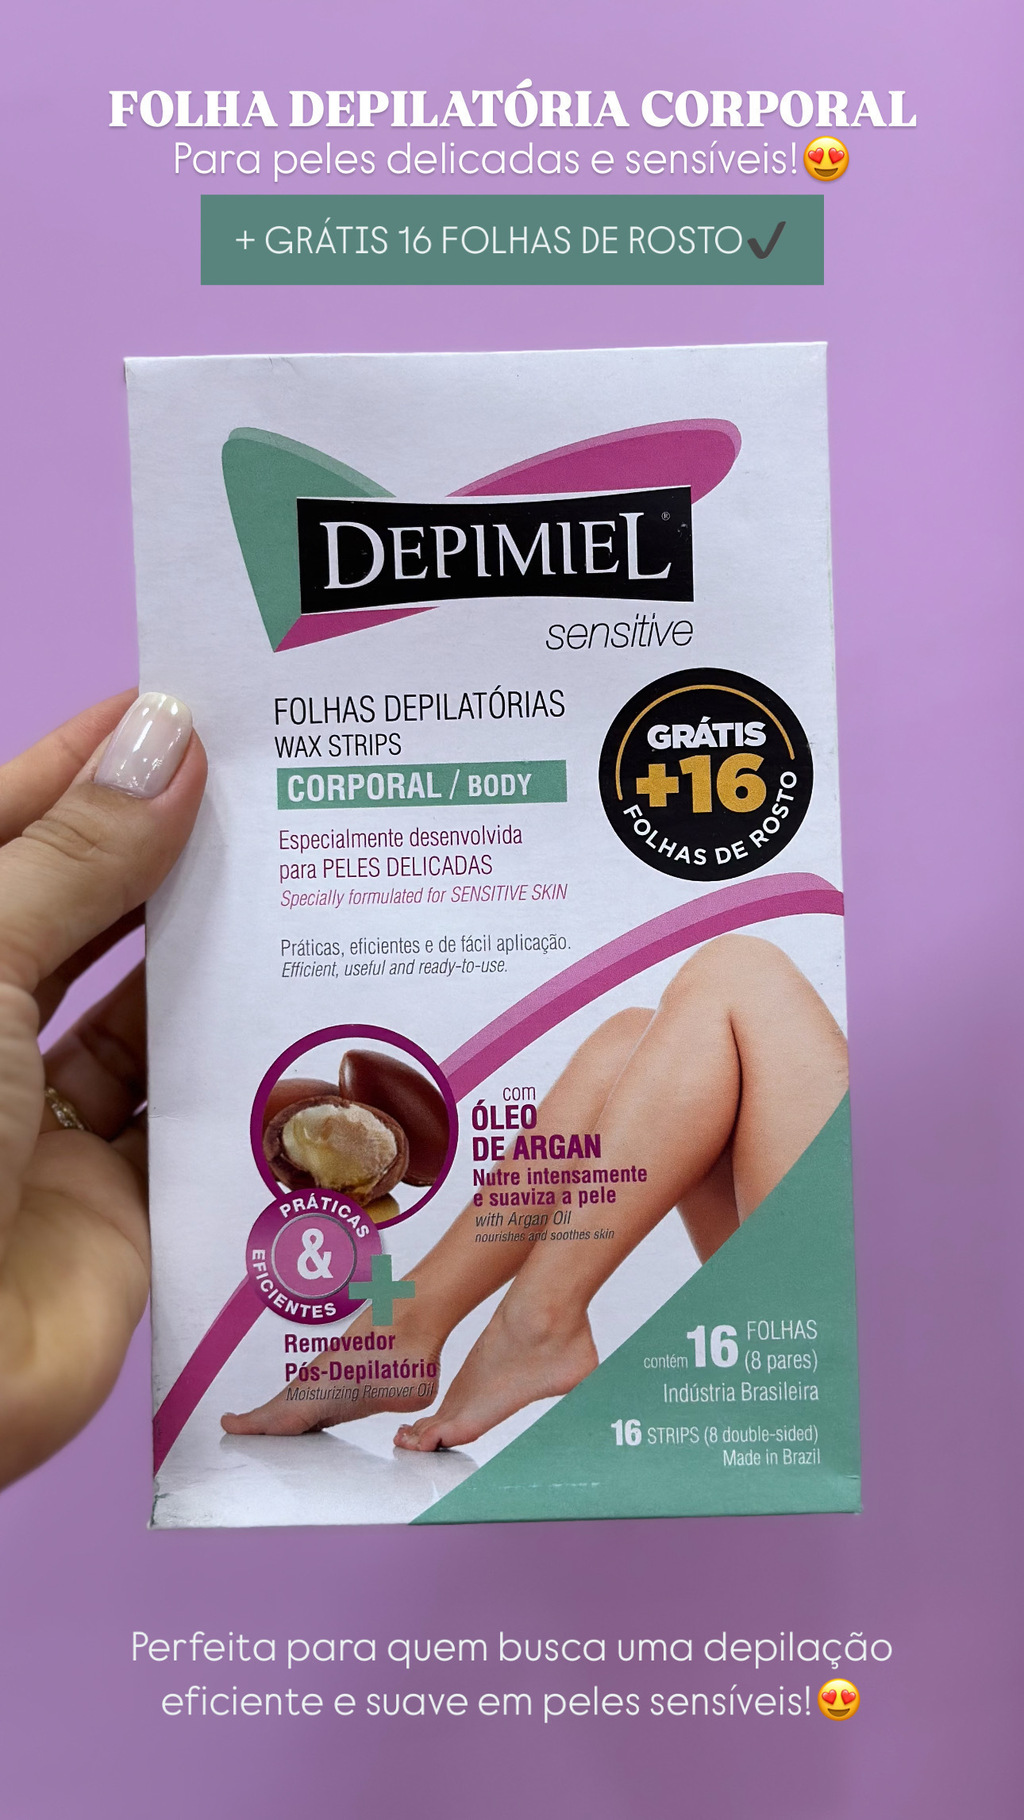 FOLHA DEPILATÓRIA CORPORAL
Para peles delicadas e sensíveis!😍
+ GRÁTIS 16 FOLHAS DE ROSTO✔
DEPIMIEL®
sensitive
FOLHAS DEPILATÓRIAS
WAX STRIPS
CORPORAL / BODY
GRÁTIS
+16
FOLHAS DE ROSTO
Especialmente desenvolvida
para PELES DELICADAS
Specially formulated for SENSITIVE SKIN
Práticas, eficientes e de fácil aplicação.
Efficient, useful and ready-to-use.
com
ÓLEO
DE ARGAN
Nutre intensamente
e suaviza a pele
with Argan Oil
nourishes and soothes skin
PRÁTICAS
&
EFICIENTES
+
Removedor
Pós-Depilatório
Moisturizing Remover Oil
contém 16 FOLHAS
(8 pares)
Indústria Brasileira
16 STRIPS (8 double-sided)
Made in Brazil
Perfeita para quem busca uma depilação
eficiente e suave em peles sensíveis!😍